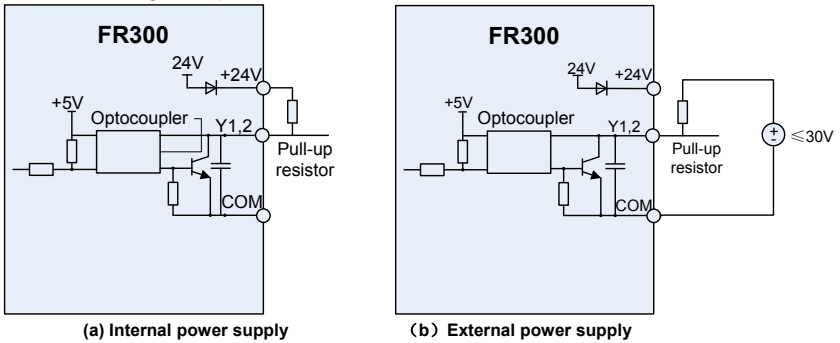 FR300
24V
+24V
+5V
Optocoupler
Y1,2
Pull-up
resistor
COM
(a) Internal power supply
FR300
24V
+24V
+5V
Optocoupler
Y1,2
Pull-up
resistor
+
-
≤30V
COM
（b）External power supply